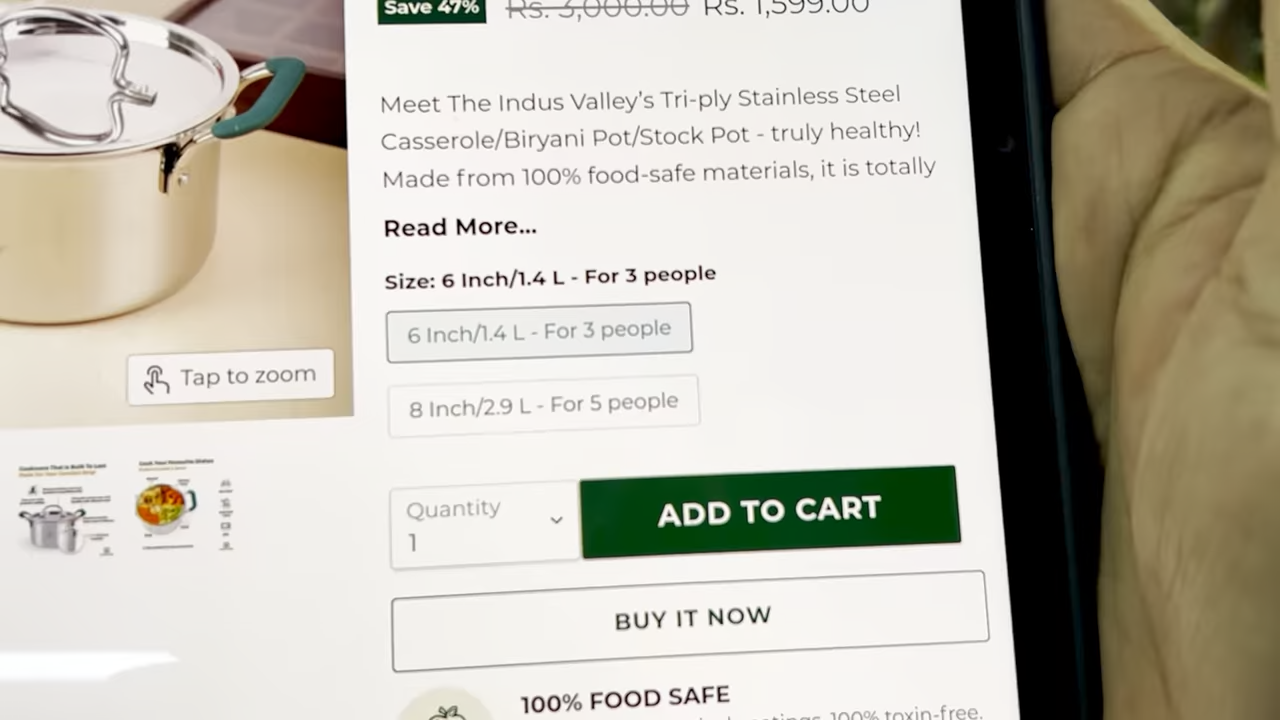 Save 47% Rs. 3,000.00 Rs. 1,599.00
Meet The Indus Valley's Tri-ply Stainless Steel
Casserole/Biryani Pot/Stock Pot - truly healthy!
Made from 100% food-safe materials, it is totally
Read More...
Size: 6 Inch/1.4 L - For 3 people
6 Inch/1.4 L - For 3 people
Tap to zoom
8 Inch/2.9 L - For 5 people
Quantity
1
ADD TO CART
BUY IT NOW
100% FOOD SAFE
100% toxin-free.